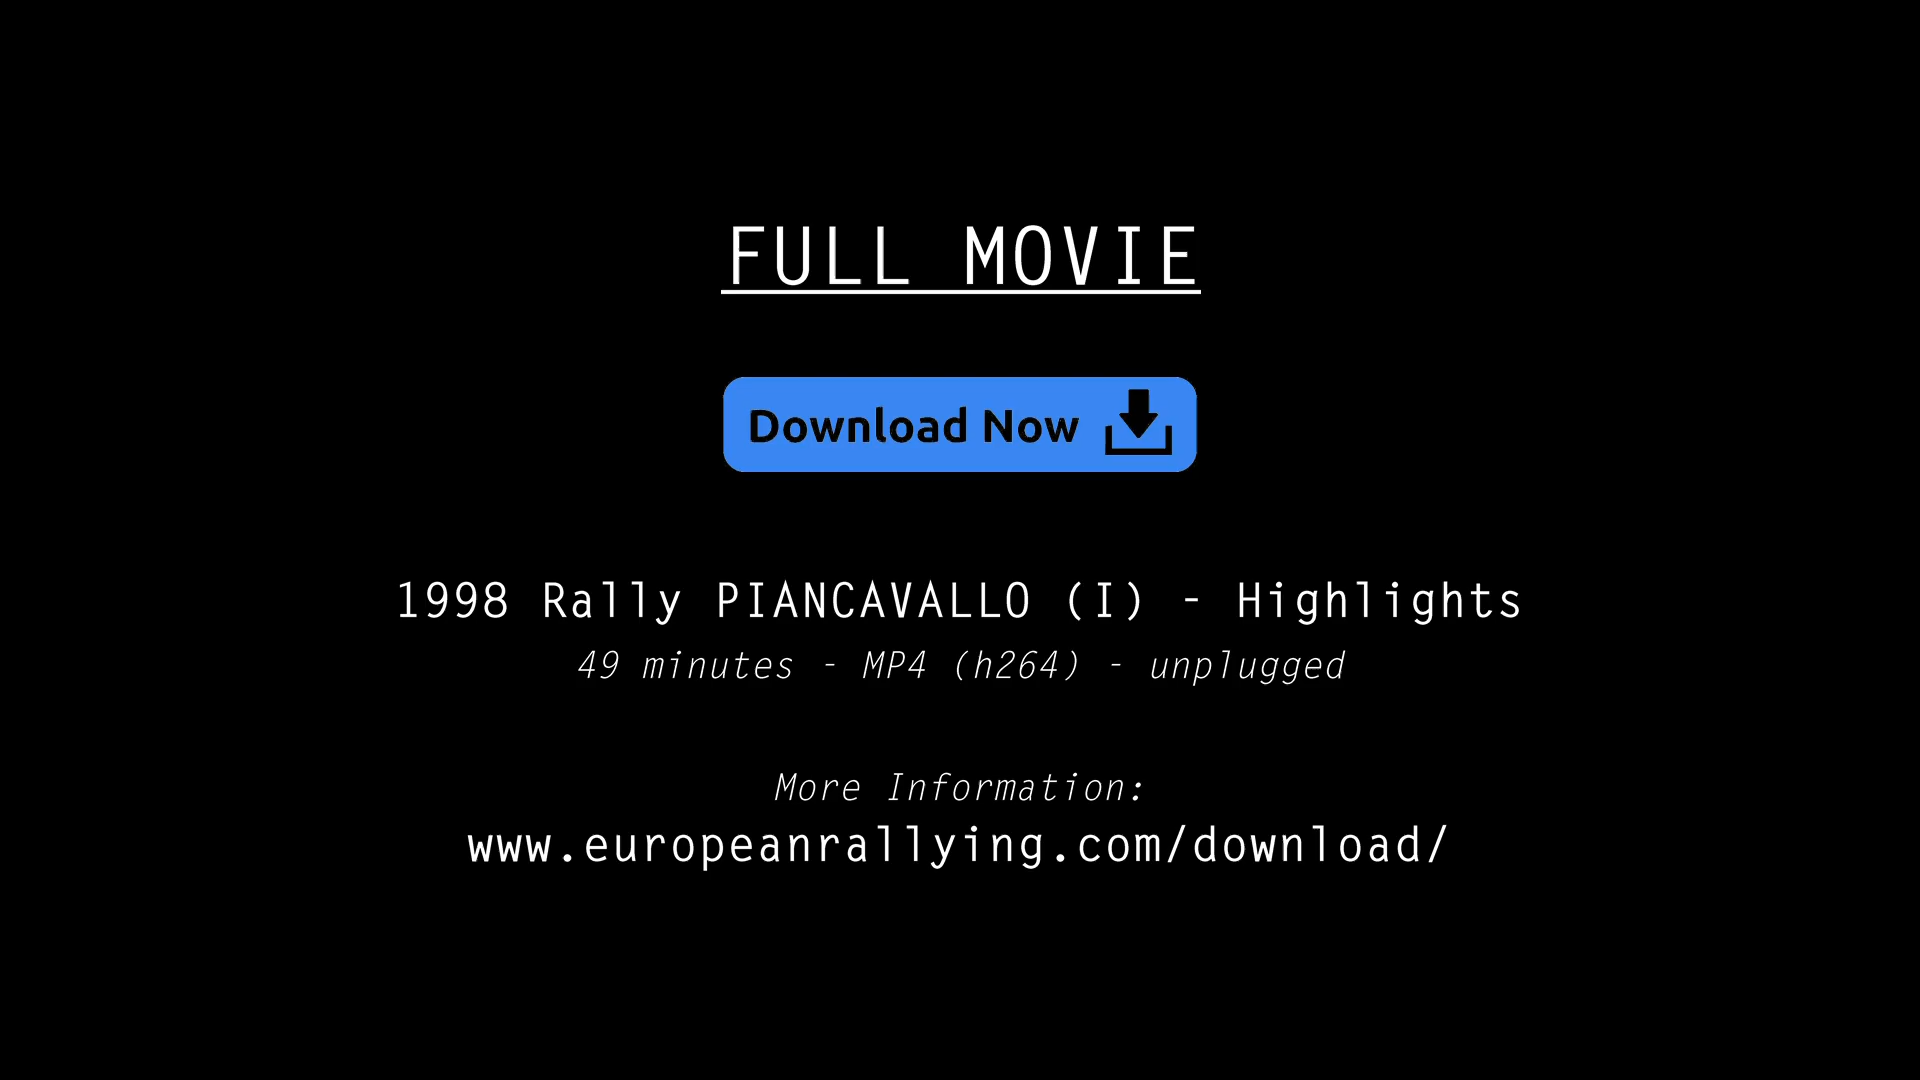 FULL MOVIE
Download Now
1998 Rally PIANCAVALLO (I) - Highlights
49 minutes - MP4 (h264) - unplugged
More Information:
www.europeanrallying.com/download/